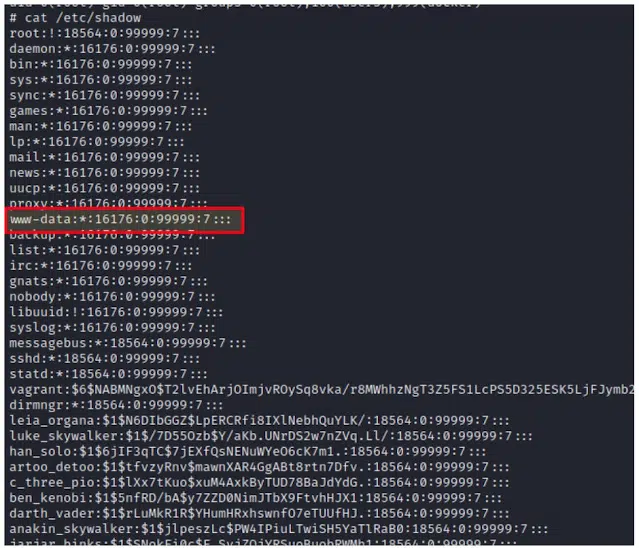 # cat /etc/shadow
root:!:18564:0:99999:7:::
daemon:*:16176:0:99999:7:::
bin:*:16176:0:99999:7:::
sys:*:16176:0:99999:7:::
sync:*:16176:0:99999:7:::
games:*:16176:0:99999:7:::
man:*:16176:0:99999:7:::
lp:*:16176:0:99999:7:::
mail:*:16176:0:99999:7:::
news:*:16176:0:99999:7:::
uucp:*:16176:0:99999:7:::
proxy:*:16176:0:99999:7:::
www-data:*:16176:0:99999:7:::
backup:*:16176:0:99999:7:::
list:*:16176:0:99999:7:::
irc:*:16176:0:99999:7:::
gnats:*:16176:0:99999:7:::
nobody:*:16176:0:99999:7:::
libuuid:!:16176:0:99999:7:::
syslog:*:16176:0:99999:7:::
messagebus:*:18564:0:99999:7:::
sshd:*:18564:0:99999:7:::
statd:*:18564:0:99999:7:::
vagrant:$6$NABMNgxO$T2lvEhArjOImjvROySq8vka/r8MWhhzNgT3Z5FS1LcPS5D325ESK5LjFJymb2
dirmngr:*:18564:0:99999:7:::
leia_organa:$1$N6DIbGGZ$LpERCRfi8IXlNebhQuYLK/:18564:0:99999:7:::
luke_skywalker:$1$/7D55Ozb$Y/aKb.UNrDS2w7nZVq.Ll/:18564:0:99999:7:::
han_solo:$1$6jIF3qTC$7jEXfQsNENuWYeO6cK7m1.:18564:0:99999:7:::
artoo_detoo:$1$tfvzyRnv$mawnXAR4GgABt8rtn7Dfv.:18564:0:99999:7:::
c_three_pio:$1$lXx7tKuo$xuM4AxkByTUD78BaJdYdG.:18564:0:99999:7:::
ben_kenobi:$1$5nfRD/bA$y7ZZD0NimJTbX9FtvhHJX1:18564:0:99999:7:::
darth_vader:$1$rLuMkR1R$YHumHRxhswnfO7eTUUfHJ.:18564:0:99999:7:::
anakin_skywalker:$1$jlpeszLc$PW4IPiuLTwiSH5YaTlRaB0:18564:0:99999:7:::